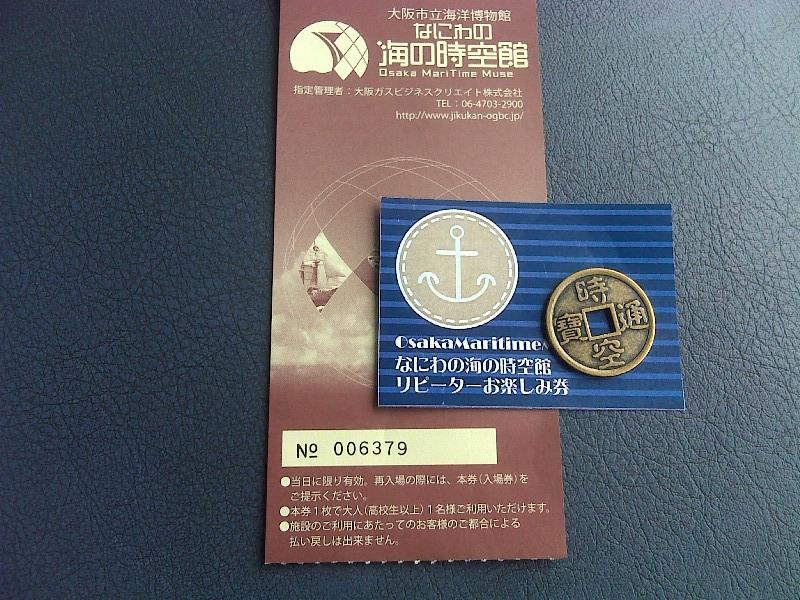 大阪市立海洋博物館
なにわの
海の時空館
Osaka MariTime Muse
指定管理者：大阪ガスビジネスクリエイト株式会社
TEL：06-4703-2900
http://www.jikukan-ogbc.jp/
OsakaMaritime
なにわの海の時空館
リピーターお楽しみ券
時空通寶
№ 006379
●当日に限り有効。再入場の際には、本券（入場券）を
ご提示ください。
●本券1枚で大人（高校生以上）1名様ご利用いただけます。
●施設のご利用にあたってのお客様のご都合による
払い戻しは出来ません。